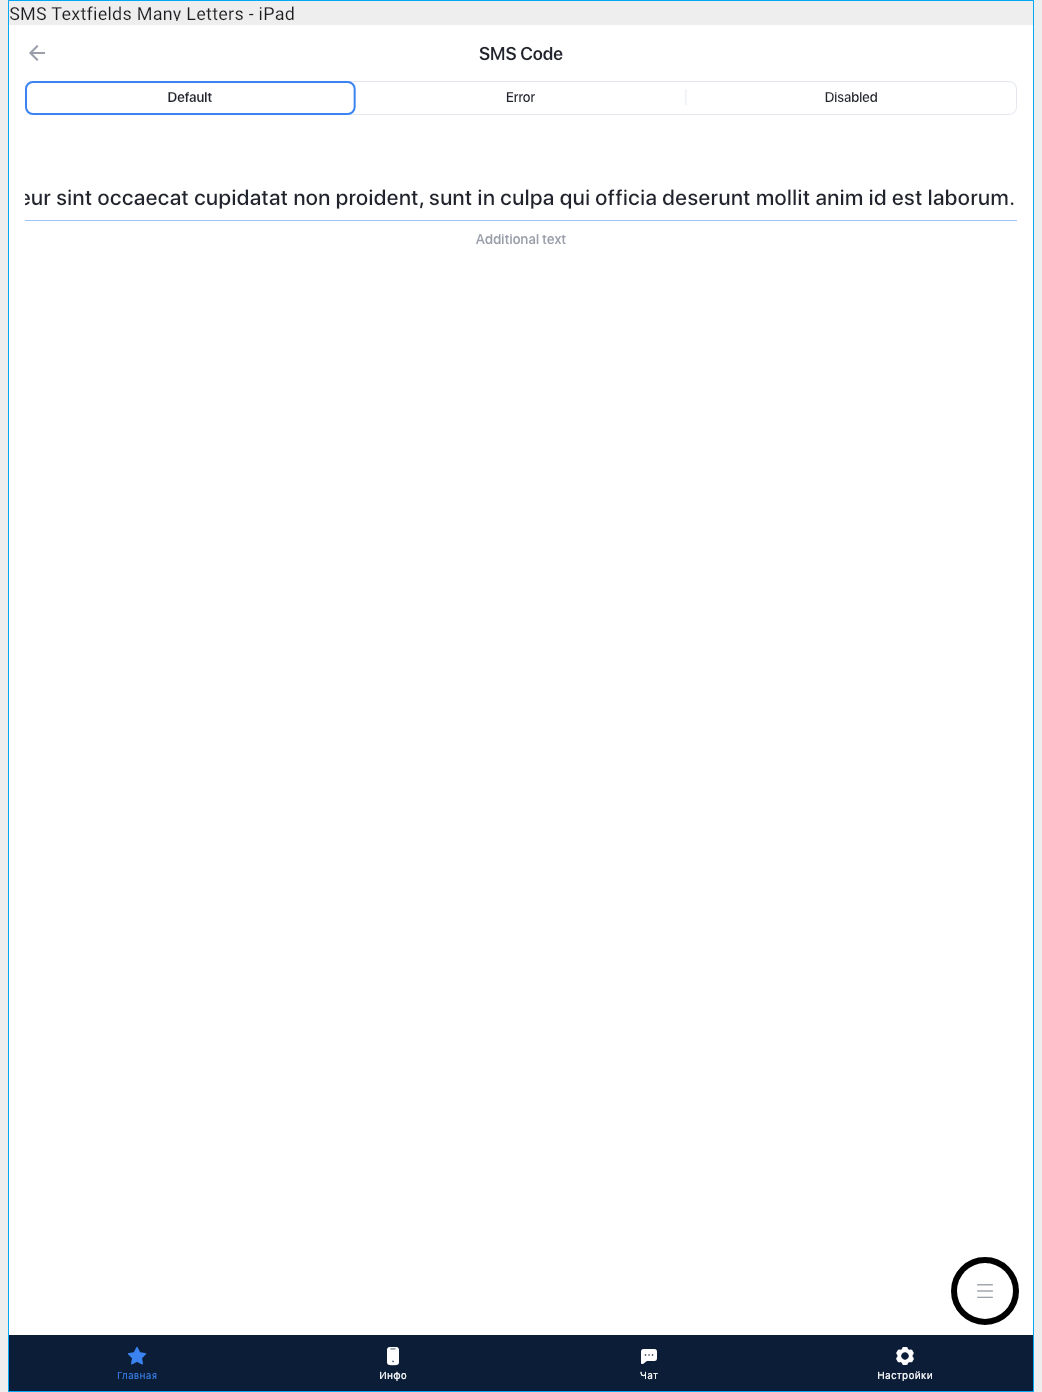 SMS Textfields Many Letters - iPad
SMS Code
Default Error Disabled
sint occaecat cupidatat non proident, sunt in culpa qui officia deserunt mollit anim id est laborum.
Additional text
Главная Инфо Чат Настройки